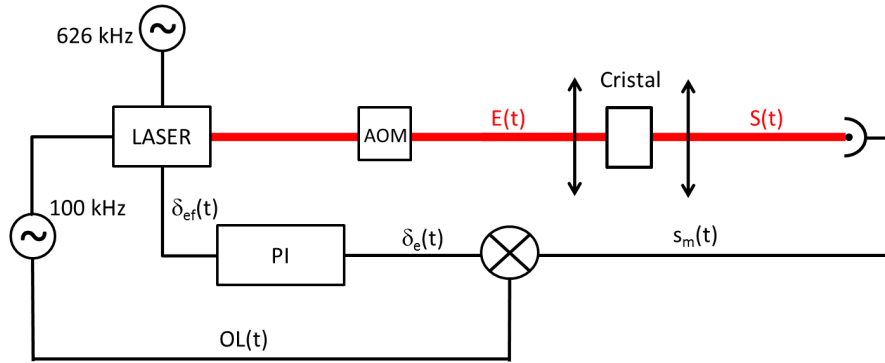 626 kHz
Cristal
LASER
AOM
E(t)
S(t)
100 kHz
δef(t)
PI
δe(t)
sm(t)
OL(t)